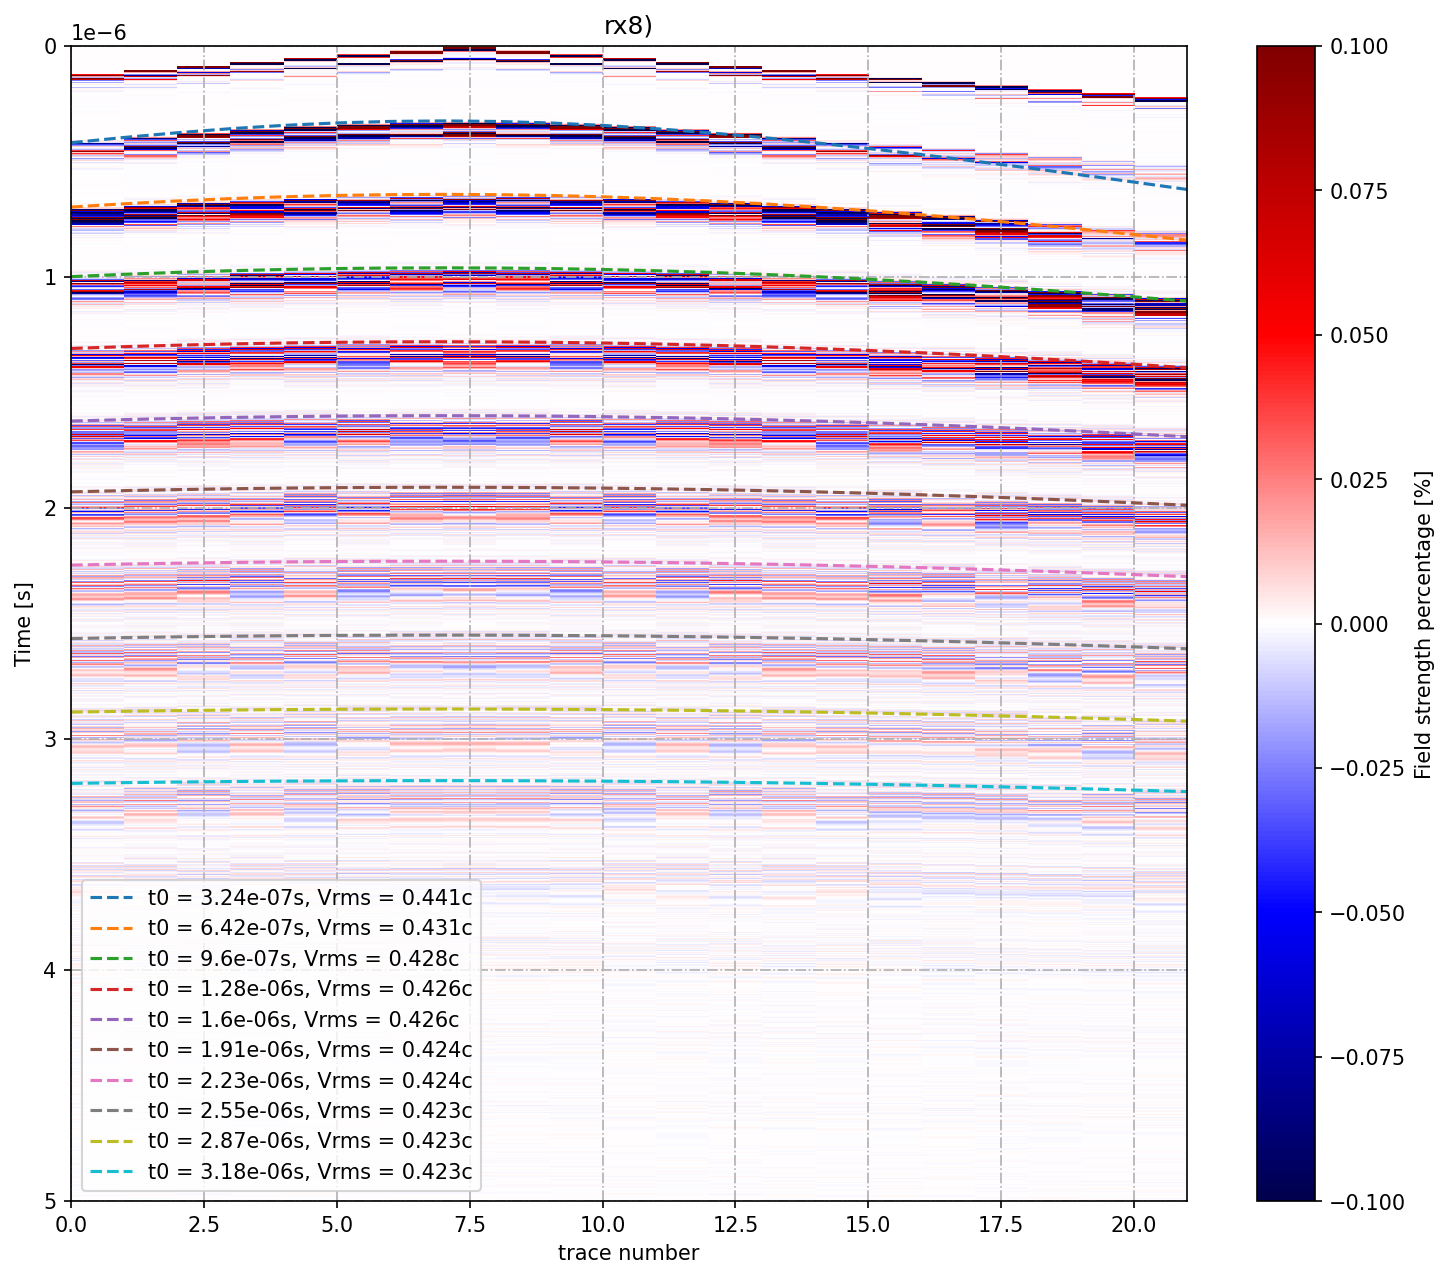 rx8)
1e−6
0
1
2
3
4
5
Time [s]
0.0 2.5 5.0 7.5 10.0 12.5 15.0 17.5 20.0
trace number
t0 = 3.24e-07s, Vrms = 0.441c
t0 = 6.42e-07s, Vrms = 0.431c
t0 = 9.6e-07s, Vrms = 0.428c
t0 = 1.28e-06s, Vrms = 0.426c
t0 = 1.6e-06s, Vrms = 0.426c
t0 = 1.91e-06s, Vrms = 0.424c
t0 = 2.23e-06s, Vrms = 0.424c
t0 = 2.55e-06s, Vrms = 0.423c
t0 = 2.87e-06s, Vrms = 0.423c
t0 = 3.18e-06s, Vrms = 0.423c
0.100
0.075
0.050
0.025
0.000
−0.025
−0.050
−0.075
−0.100
Field strength percentage [%]